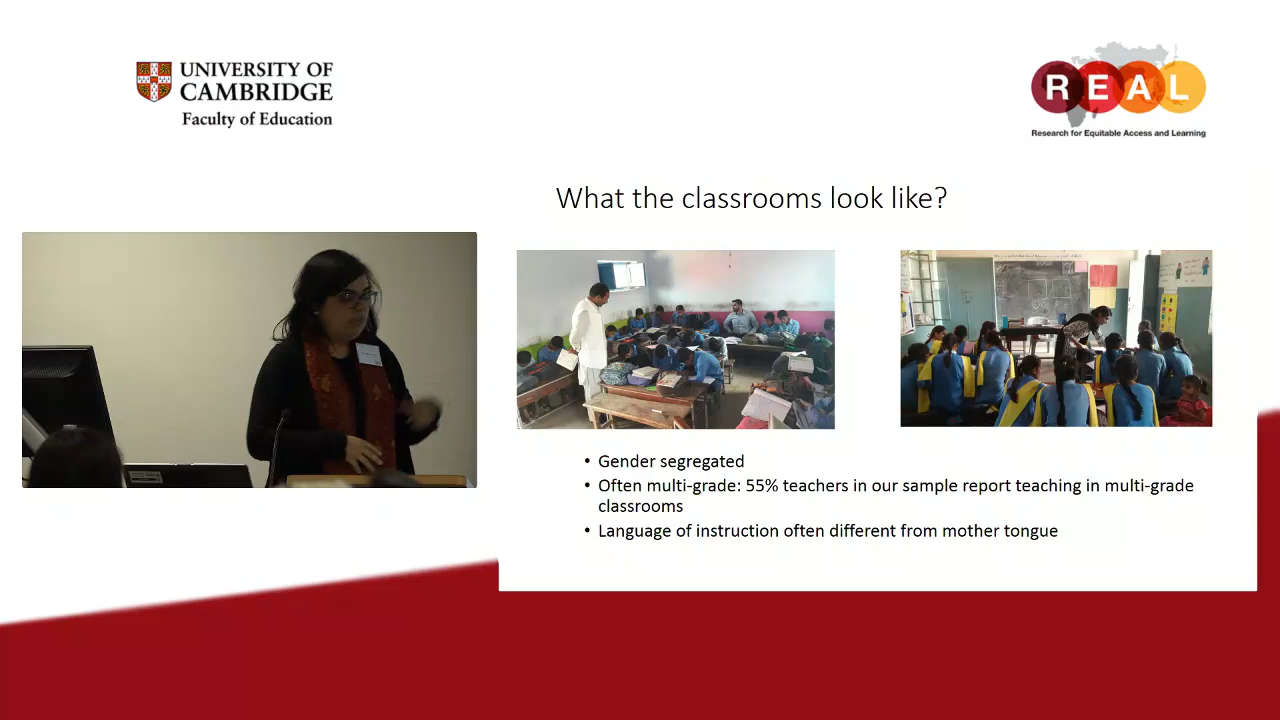 UNIVERSITY OF
CAMBRIDGE
Faculty of Education
R E A L
Research for Equitable Access and Learning
What the classrooms look like?
• Gender segregated
• Often multi-grade: 55% teachers in our sample report teaching in multi-grade
classrooms
• Language of instruction often different from mother tongue